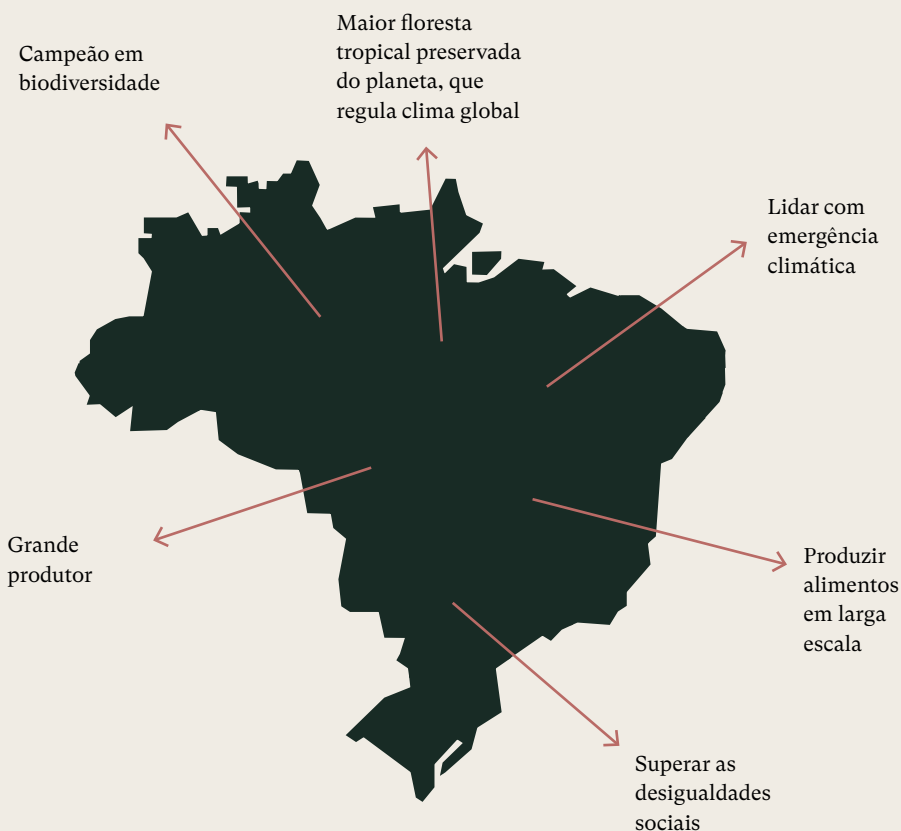 Campeão em
biodiversidade
Maior floresta
tropical preservada
do planeta, que
regula clima global
Lidar com
emergência
climática
Grande
produtor
Produzir
alimentos
em larga
escala
Superar as
desigualdades
sociais